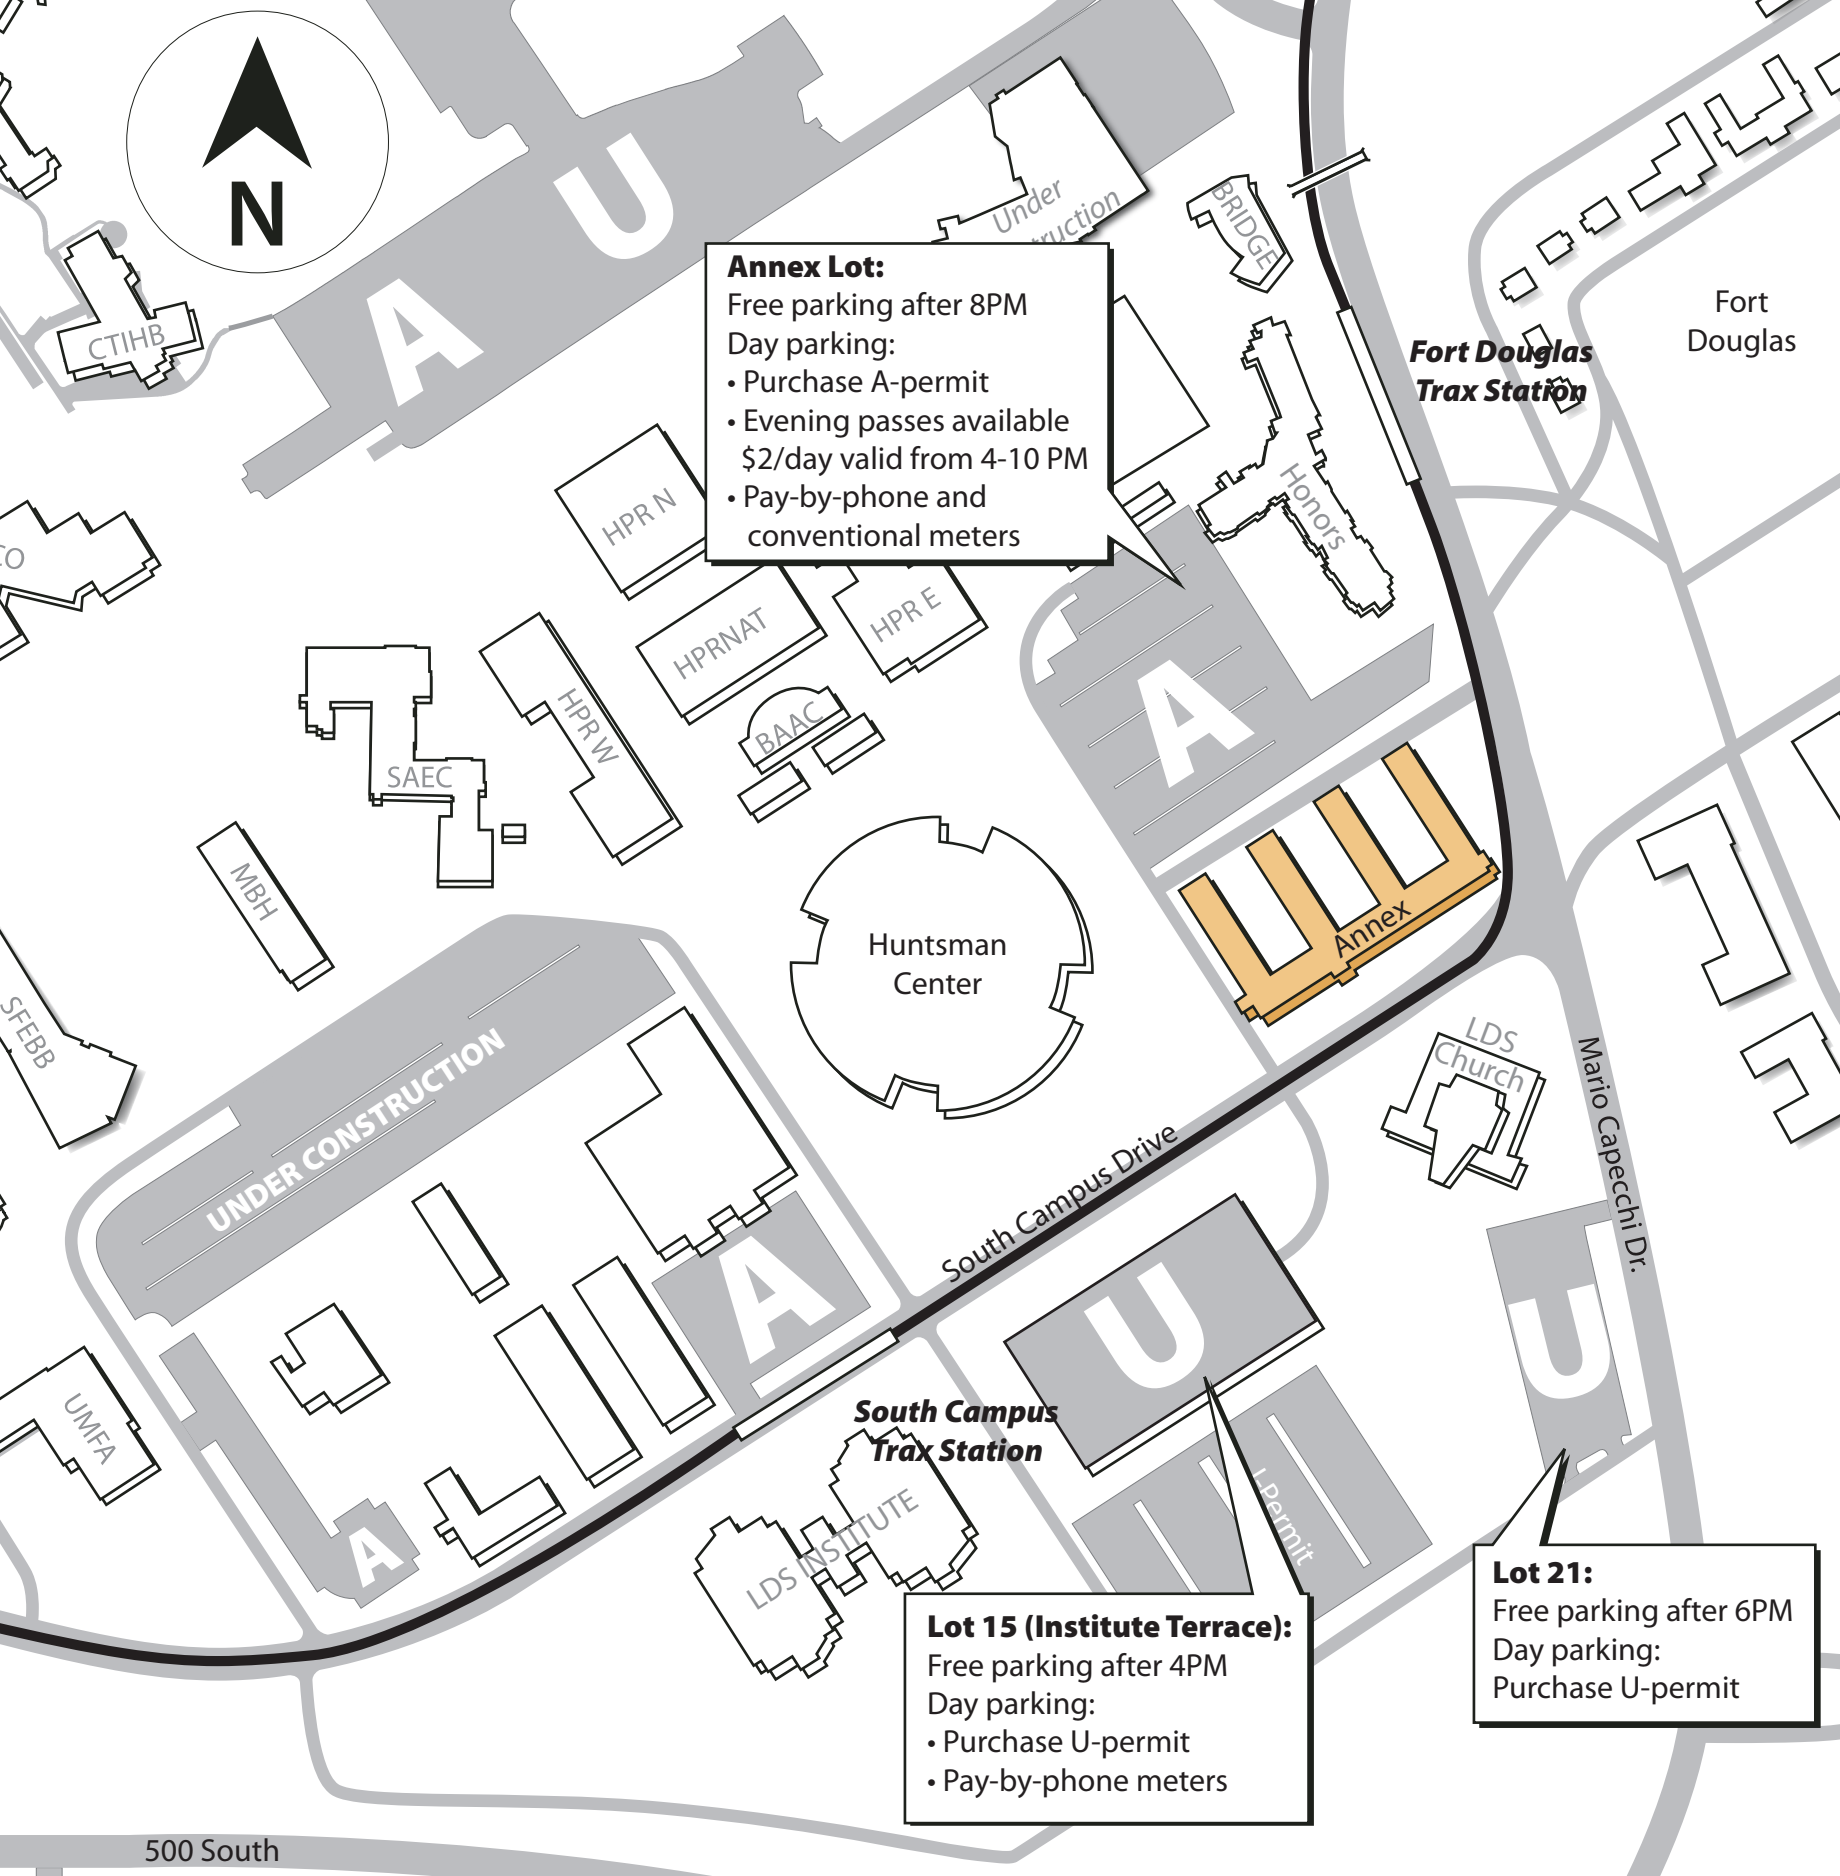 N
U
A
CTIHB
Under
truction
BRIDGE
Annex Lot:
Free parking after 8PM
Day parking:
• Purchase A-permit
• Evening passes available
$2/day valid from 4-10 PM
• Pay-by-phone and
conventional meters
Fort Douglas
Trax Station
Fort
Douglas
Honors
CO
HPR N
HPRNAT
HPR E
HPR W
BAAC
SAEC
MBH
A
Annex
Huntsman
Center
SFEBB
UNDER CONSTRUCTION
LDS
Church
Mario Capecchi Dr.
South Campus Drive
A
U
U
UMFA
A
South Campus
Trax Station
LDS INSTITUTE
I-Permit
Lot 15 (Institute Terrace):
Free parking after 4PM
Day parking:
• Purchase U-permit
• Pay-by-phone meters
Lot 21:
Free parking after 6PM
Day parking:
Purchase U-permit
500 South